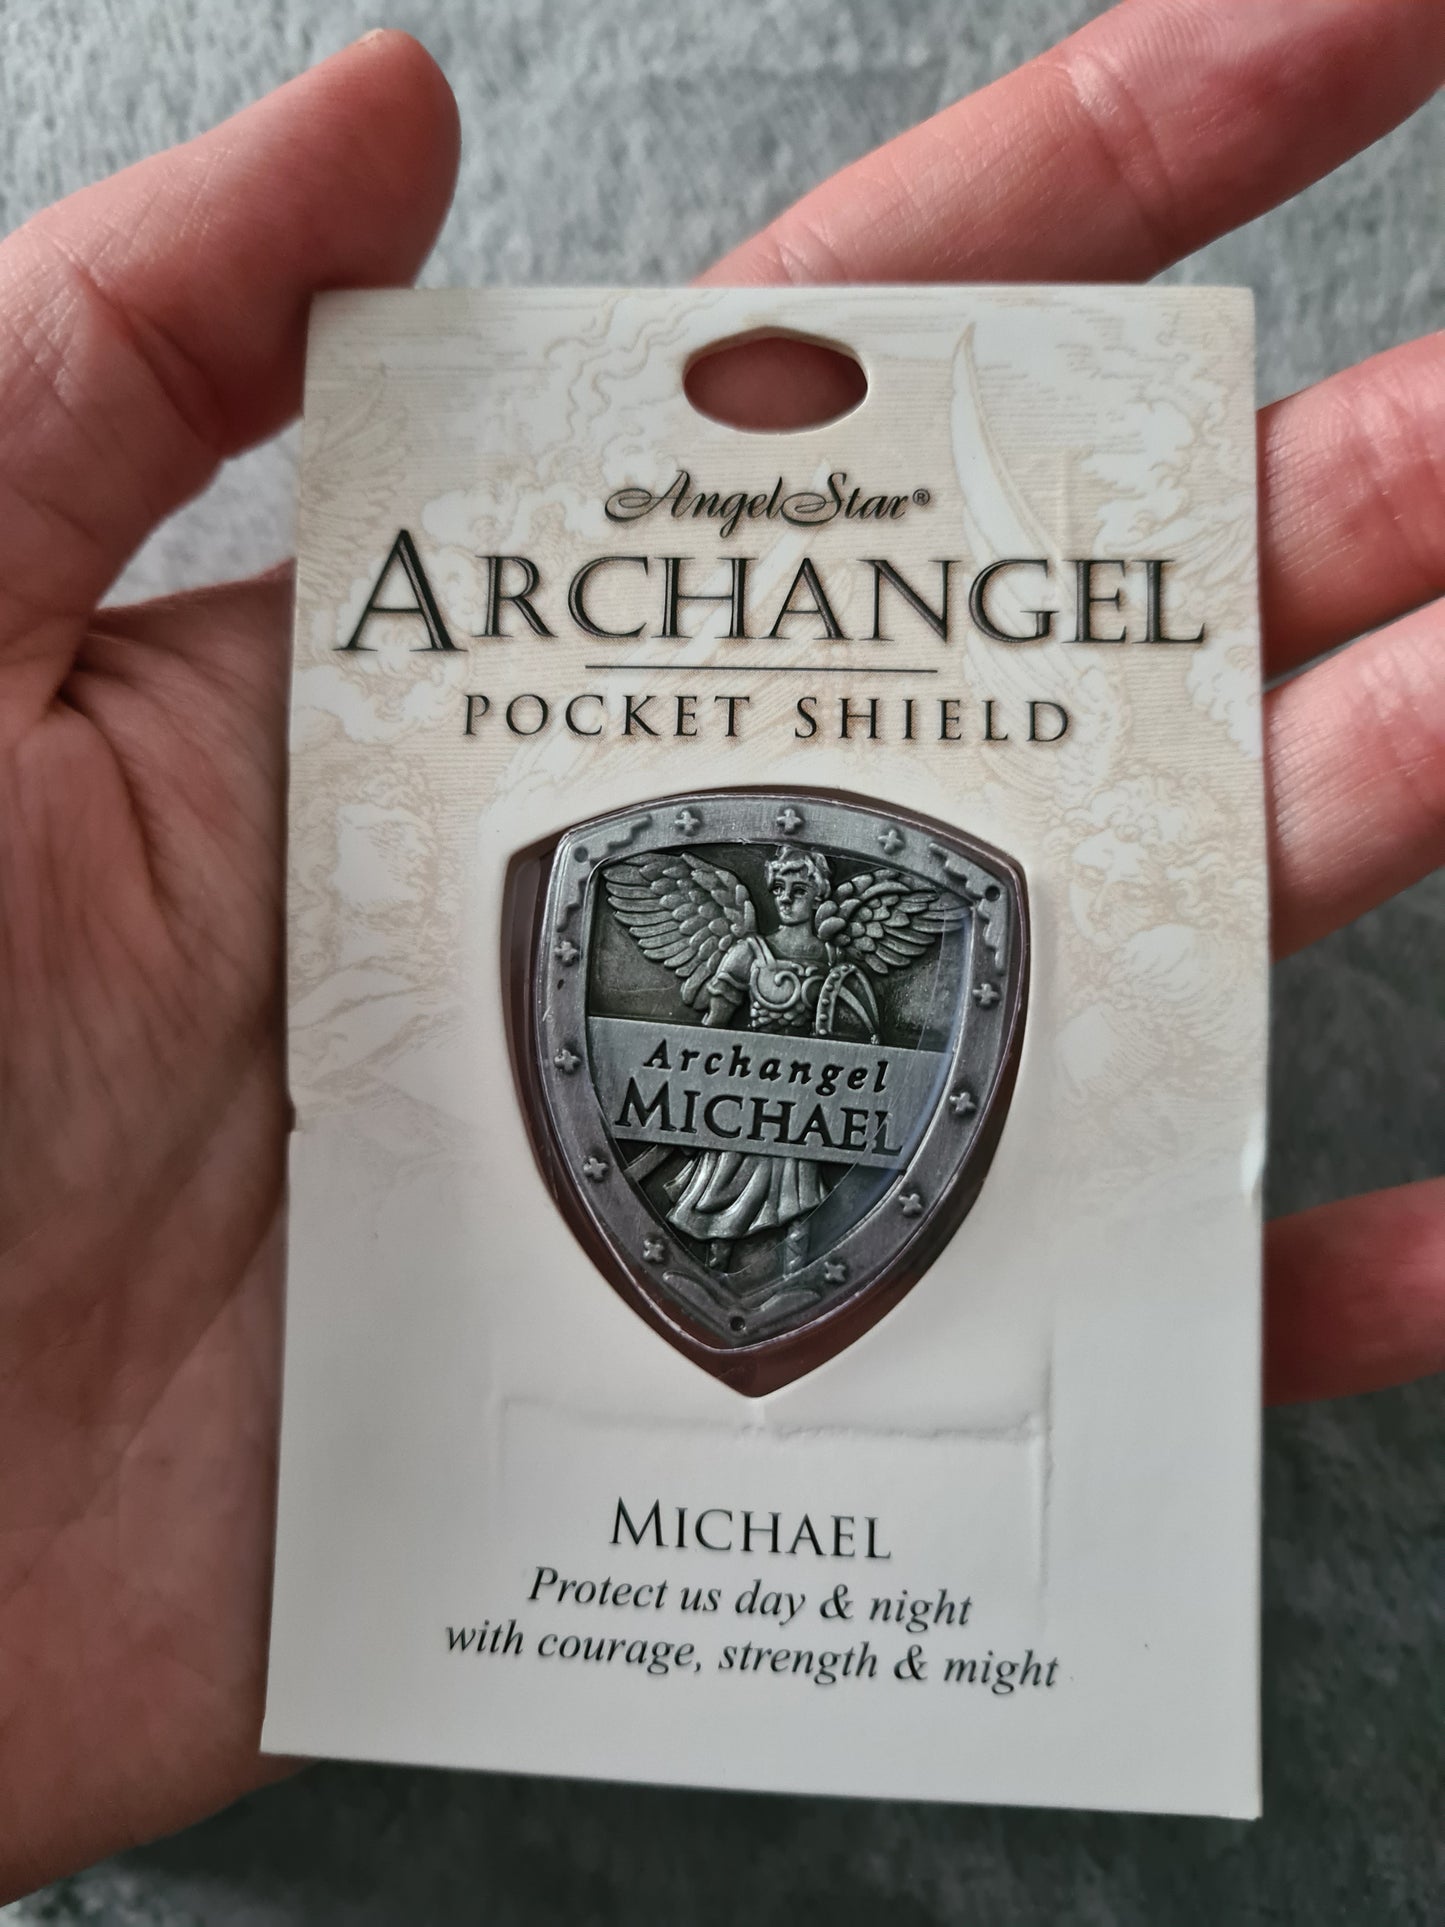 AngelStar®
ARCHANGEL
POCKET SHIELD
Archangel
MICHAEL
MICHAEL
Protect us day & night
with courage, strength & might